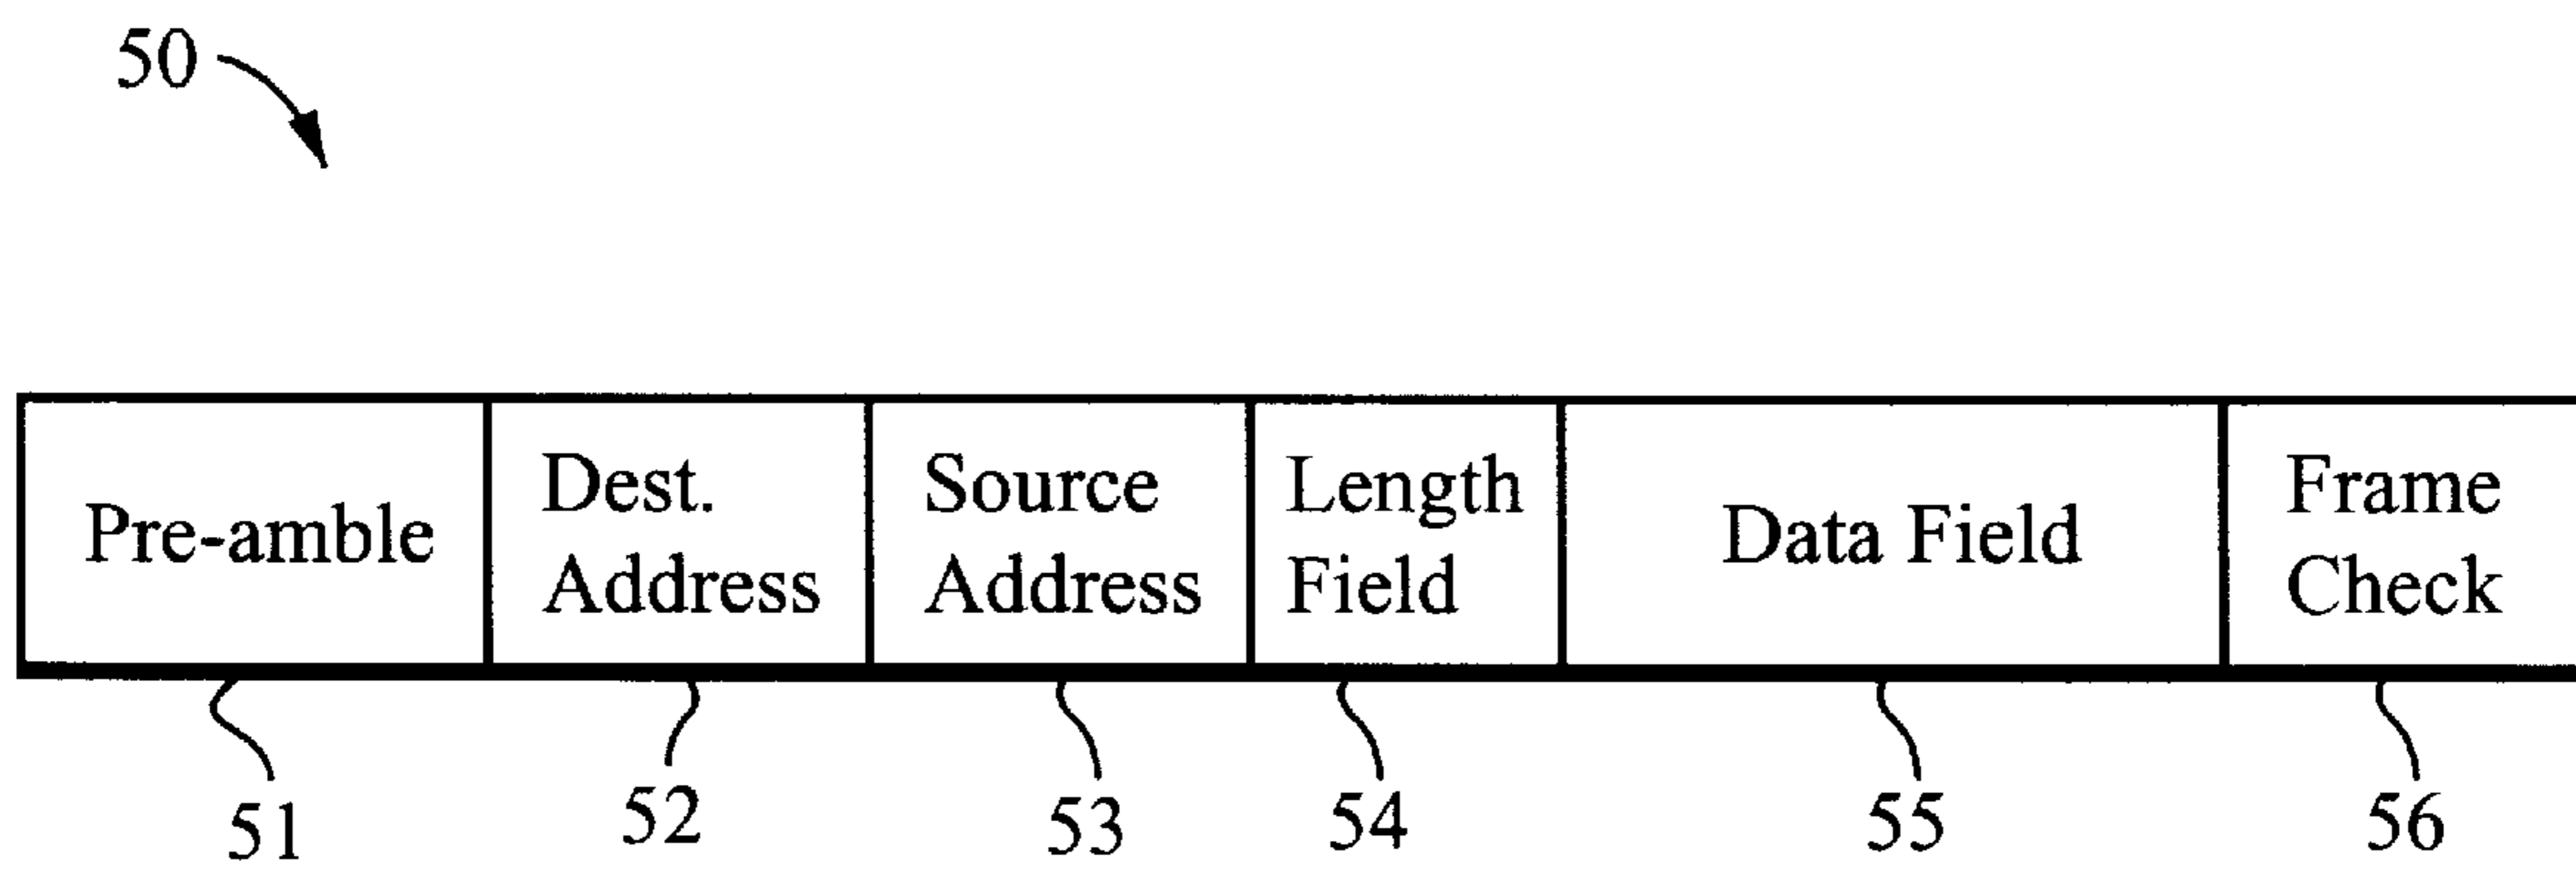 50
Pre-amble
Dest.
Address
Source
Address
Length
Field
Data Field
Frame
Check
51
52
53
54
55
56